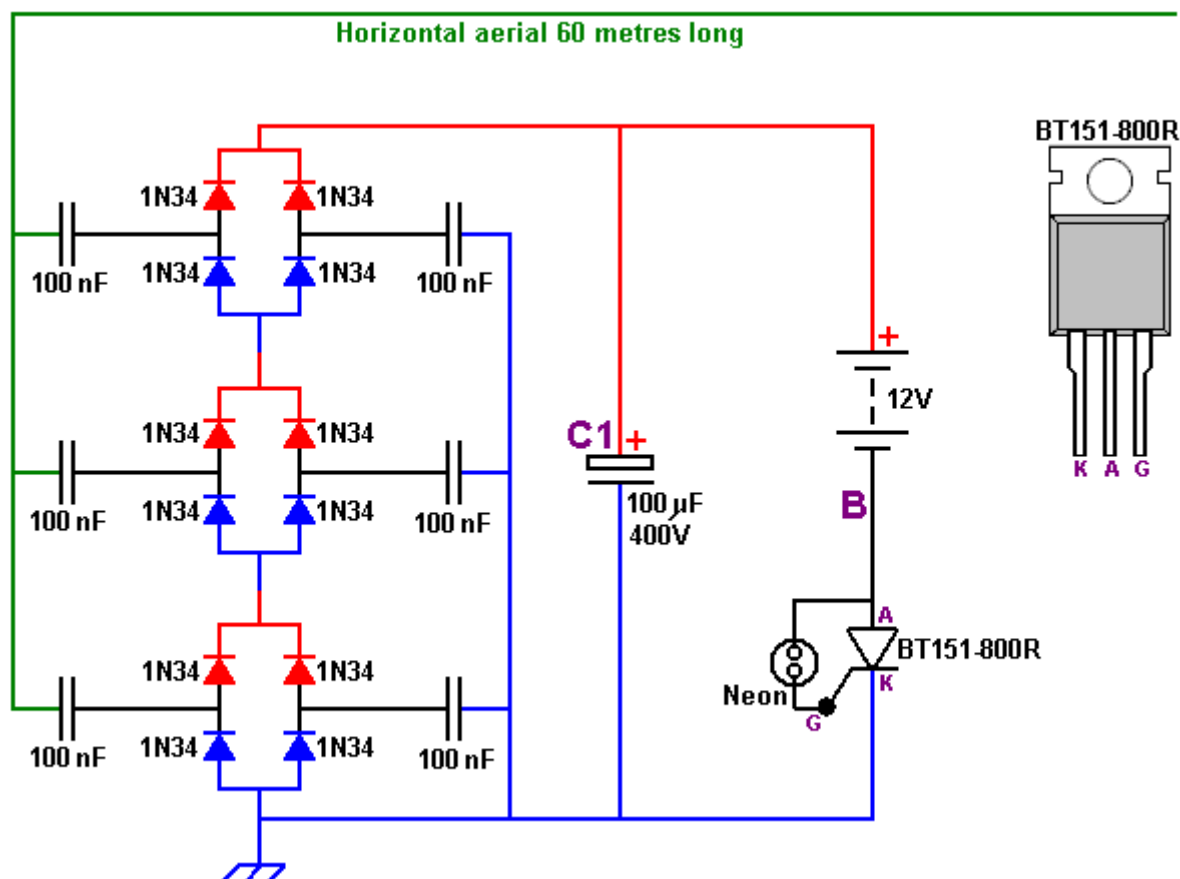 Horizontal aerial 60 metres long
BT151-800R
1N34 1N34
100 nF 1N34 1N34 100 nF
+
12V
1N34 1N34
C1 +
K A G
100 nF 1N34 1N34 100 nF
100 µF
400V
B
A
1N34 1N34 BT151-800R
Neon K
G
100 nF 1N34 1N34 100 nF